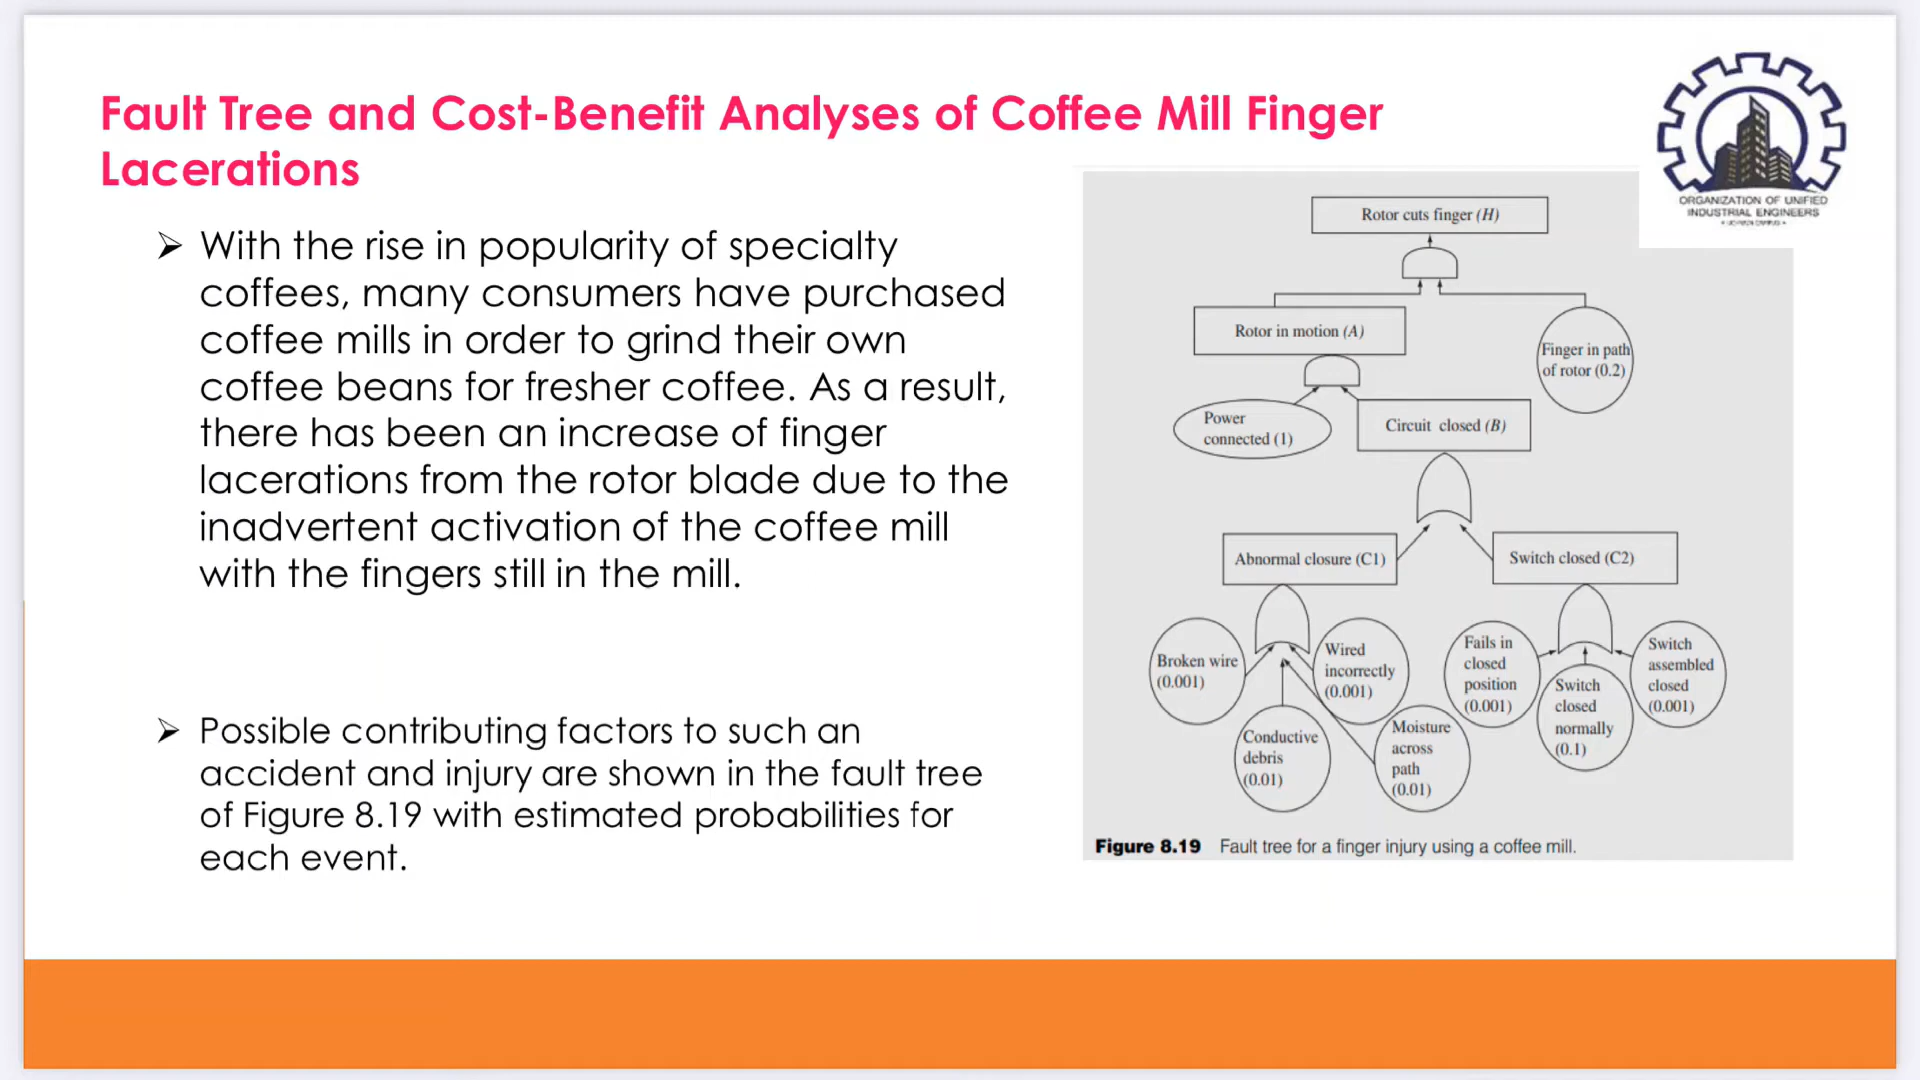 Fault Tree and Cost-Benefit Analyses of Coffee Mill Finger
Lacerations
➢ With the rise in popularity of specialty
coffees, many consumers have purchased
coffee mills in order to grind their own
coffee beans for fresher coffee. As a result,
there has been an increase of finger
lacerations from the rotor blade due to the
inadvertent activation of the coffee mill
with the fingers still in the mill.
➢ Possible contributing factors to such an
accident and injury are shown in the fault tree
of Figure 8.19 with estimated probabilities for
each event.
ORGANIZATION OF UNIFIED
INDUSTRIAL ENGINEERS
Rotor cuts finger (H)
Rotor in motion (A)
Finger in path
of rotor (0.2)
Power
connected (1)
Circuit closed (B)
Abnormal closure (C1)
Switch closed (C2)
Broken wire
(0.001)
Conductive
debris
(0.01)
Wired
incorrectly
(0.001)
Moisture
across
path
(0.01)
Fails in
closed
position
(0.001)
Switch
closed
normally
(0.1)
Switch
assembled
closed
(0.001)
Figure 8.19 Fault tree for a finger injury using a coffee mill.